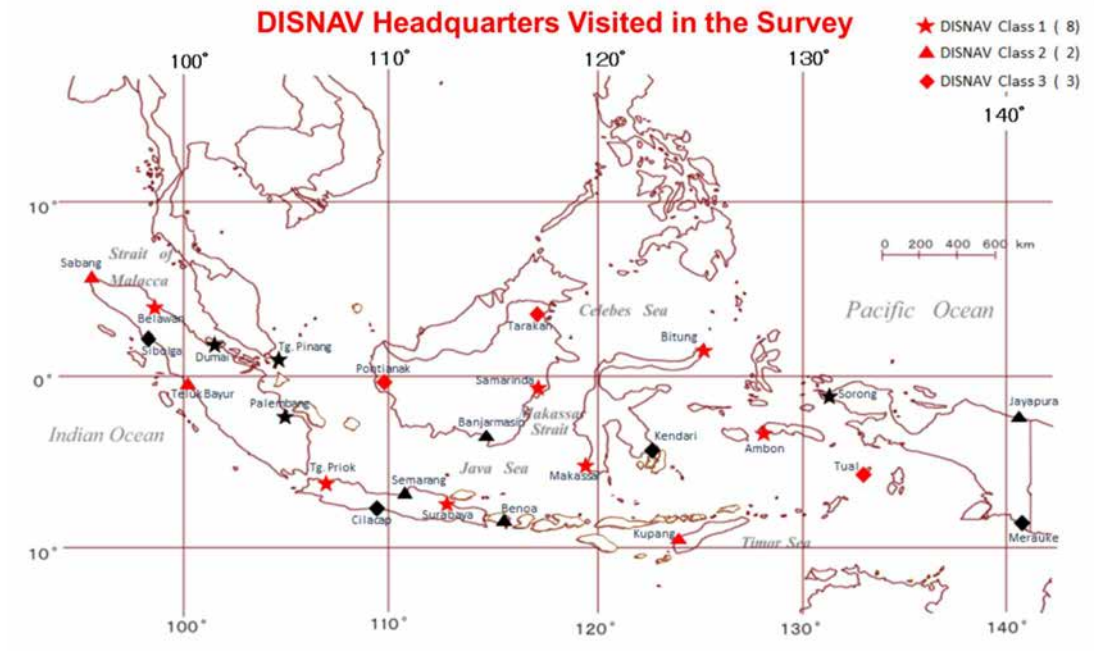 DISNAV Headquarters Visited in the Survey
DISNAV Class 1 ( 8)
DISNAV Class 2 ( 2)
DISNAV Class 3 ( 3)
100°
110°
120°
130°
140°
10°
0 200 400 600 km
Strait of
Malacca
Sabang
Belawan
Celebes Sea
Pacific Ocean
Tarakan
Sibolga
Dumai
Tg. Pinang
Bitung
Pontianak
0°
Samarinda
Teluk Bayur
Palembang
Sorong
Jayapura
Makassar
Strait
Banjarmasin
Indian Ocean
Kendari
Ambon
Java Sea
Tg. Priok
Makassar
Tual
Semarang
Surabaya
Benoa
Cilacap
Kupang
Timor Sea
Merauke
10°
100°
110°
120°
130°
140°